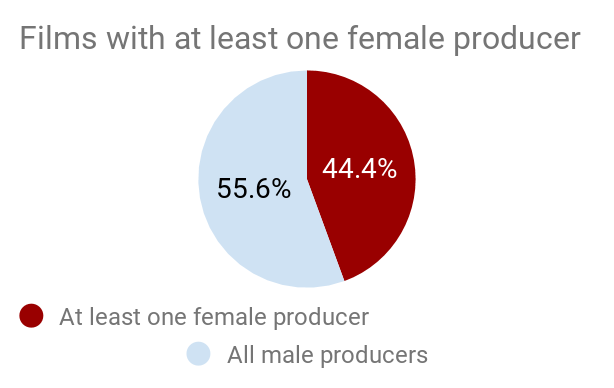 Films with at least one female producer
44.4%
55.6%
At least one female producer
All male producers